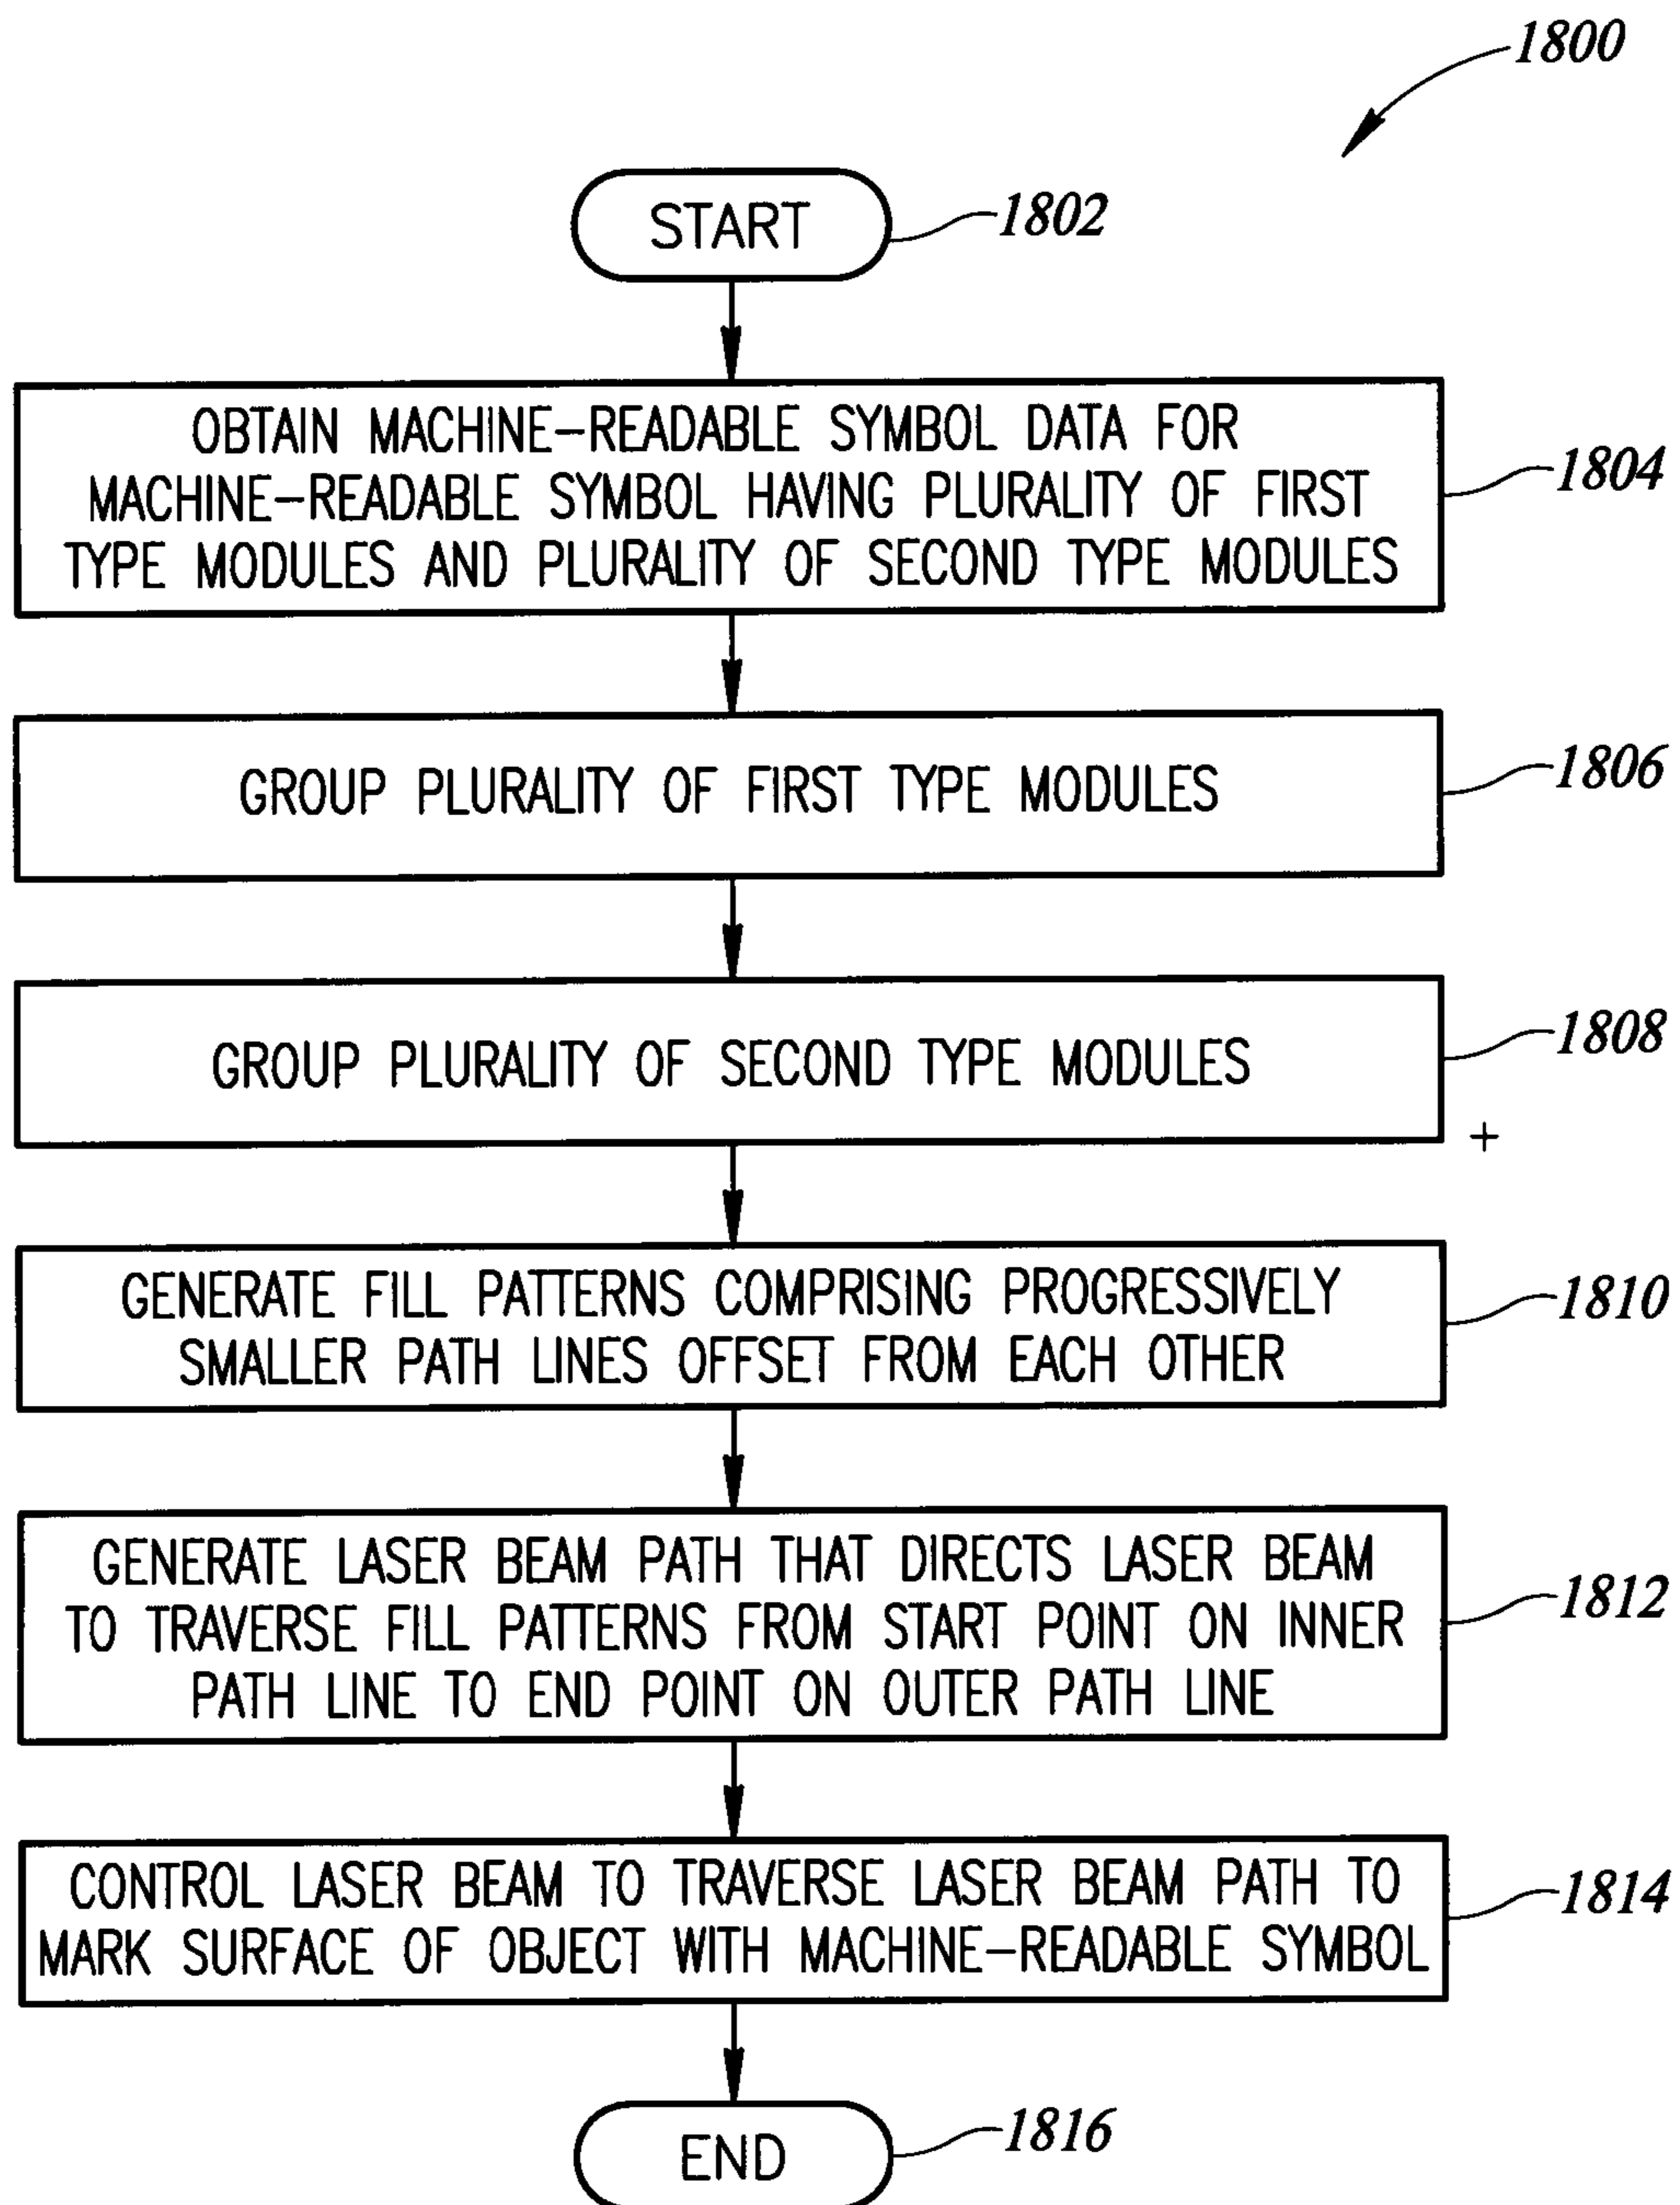 1800
START
1802
OBTAIN MACHINE-READABLE SYMBOL DATA FOR
MACHINE-READABLE SYMBOL HAVING PLURALITY OF FIRST
TYPE MODULES AND PLURALITY OF SECOND TYPE MODULES
1804
GROUP PLURALITY OF FIRST TYPE MODULES
1806
GROUP PLURALITY OF SECOND TYPE MODULES
1808
+
GENERATE FILL PATTERNS COMPRISING PROGRESSIVELY
SMALLER PATH LINES OFFSET FROM EACH OTHER
1810
GENERATE LASER BEAM PATH THAT DIRECTS LASER BEAM
TO TRAVERSE FILL PATTERNS FROM START POINT ON INNER
PATH LINE TO END POINT ON OUTER PATH LINE
1812
CONTROL LASER BEAM TO TRAVERSE LASER BEAM PATH TO
MARK SURFACE OF OBJECT WITH MACHINE-READABLE SYMBOL
1814
END
1816